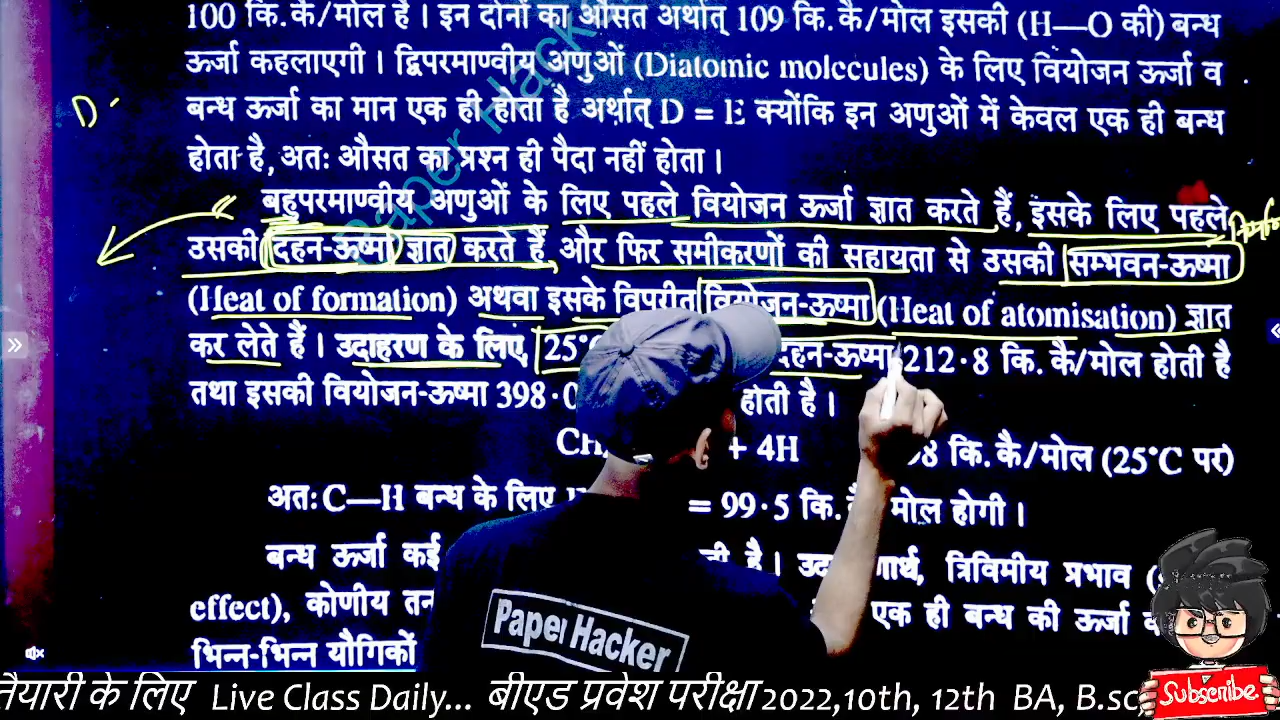 100 कि.कै/मोल है। इन दोनों का औसत अर्थात् 109 कि.कै/मोल इसकी (H—O की) बन्ध
ऊर्जा कहलाएगी। द्विपरमाण्वीय अणुओं (Diatomic molecules) के लिए वियोजन ऊर्जा व
बन्ध ऊर्जा का मान एक ही होता है अर्थात् D = E क्योंकि इन अणुओं में केवल एक ही बन्ध
D
होता है, अतः औसत का प्रश्न ही पैदा नहीं होता।
बहुपरमाण्वीय अणुओं के लिए पहले वियोजन ऊर्जा ज्ञात करते हैं, इसके लिए पहले
उसकी दहन-ऊष्मा ज्ञात करते हैं, और फिर समीकरणों की सहायता से उसकी सम्भवन-ऊष्मा
(Heat of formation) अथवा इसके विपरीत वियोजन-ऊष्मा (Heat of atomisation) ज्ञात
कर लेते हैं। उदाहरण के लिए, 25° दहन-ऊष्मा 212·8 कि.कै/मोल होती है
तथा इसकी वियोजन-ऊष्मा 398·0 होती है।
CH + 4H 98 कि.कै/मोल (25°C पर)
अतः C—H बन्ध के लिए = 99·5 कि. मोल होगी।
बन्ध ऊर्जा कई है। त्रिविमीय प्रभाव
effect), कोणीय एक ही बन्ध की ऊर्जा
भिन्न-भिन्न यौगिकों
Paper Hacker
Paper Hack
तैयारी के लिए Live Class Daily... बीएड प्रवेश परीक्षा 2022,10th, 12th BA, B.sc,
Subscribe